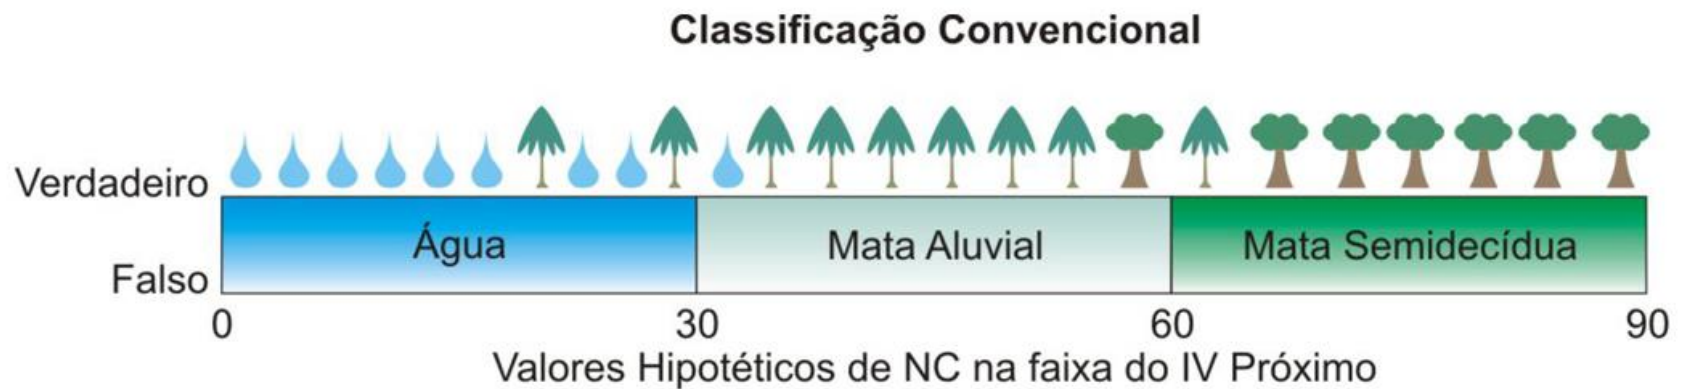 Classificação Convencional
Verdadeiro
Água Mata Aluvial Mata Semidecídua
Falso
0 30 60 90
Valores Hipotéticos de NC na faixa do IV Próximo